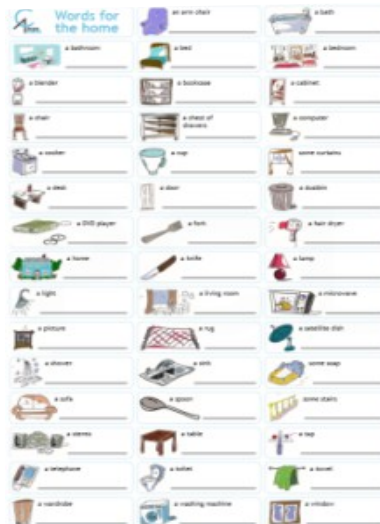 Words for
the home
an arm chair
a bath
a bathroom
a bed
a bedroom
a blender
a bookcase
a cabinet
a chair
a chest of
drawers
a computer
a cooker
a cup
some curtains
a desk
a door
a dustbin
a DVD player
a fork
a hair dryer
a home
a knife
a lamp
a light
a living room
a microwave
a picture
a rug
a satellite dish
a shower
a sink
some soap
a sofa
a spoon
some stairs
a stereo
a table
a tap
a telephone
a toilet
a towel
a wardrobe
a washing machine
a window